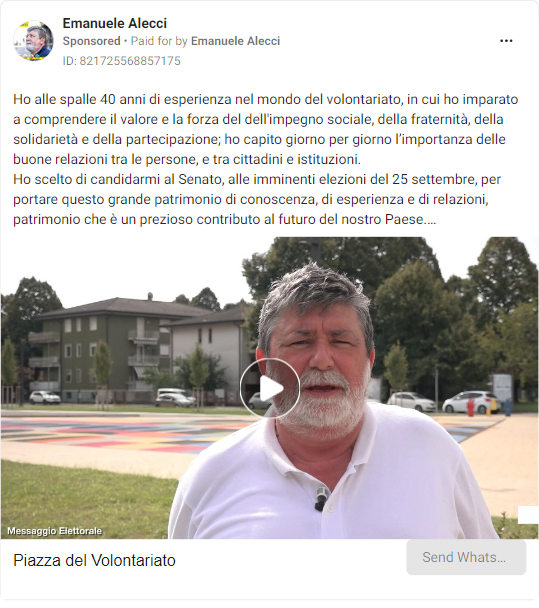 Emanuele Alecci
Sponsored • Paid for by Emanuele Alecci
ID: 821725568857175
Ho alle spalle 40 anni di esperienza nel mondo del volontariato, in cui ho imparato
a comprendere il valore e la forza del dell'impegno sociale, della fraternità, della
solidarietà e della partecipazione; ho capito giorno per giorno l’importanza delle
buone relazioni tra le persone, e tra cittadini e istituzioni.
Ho scelto di candidarmi al Senato, alle imminenti elezioni del 25 settembre, per
portare questo grande patrimonio di conoscenza, di esperienza e di relazioni,
patrimonio che è un prezioso contributo al futuro del nostro Paese....
Messaggio Elettorale
Piazza del Volontariato
Send Whats...